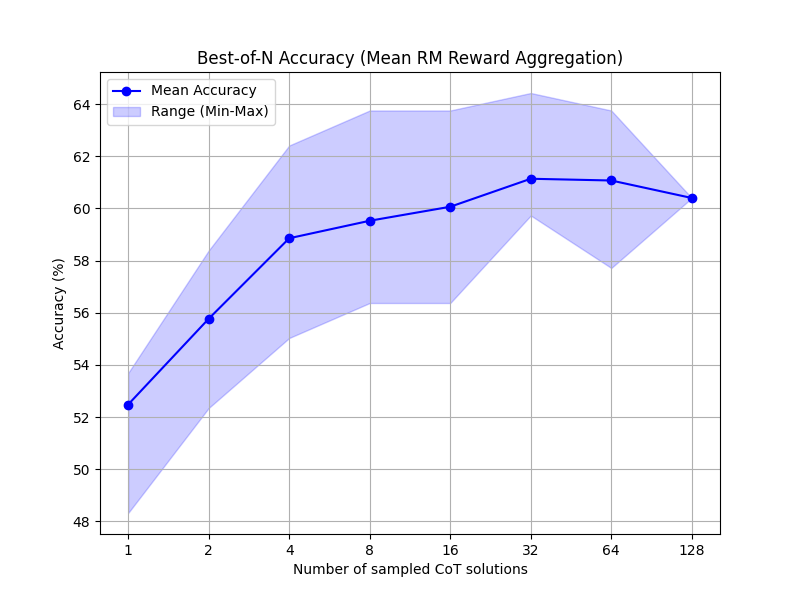 Best-of-N Accuracy (Mean RM Reward Aggregation)
Mean Accuracy
Range (Min-Max)
Accuracy (%)
64
62
60
58
56
54
52
50
48
1 2 4 8 16 32 64 128
Number of sampled CoT solutions